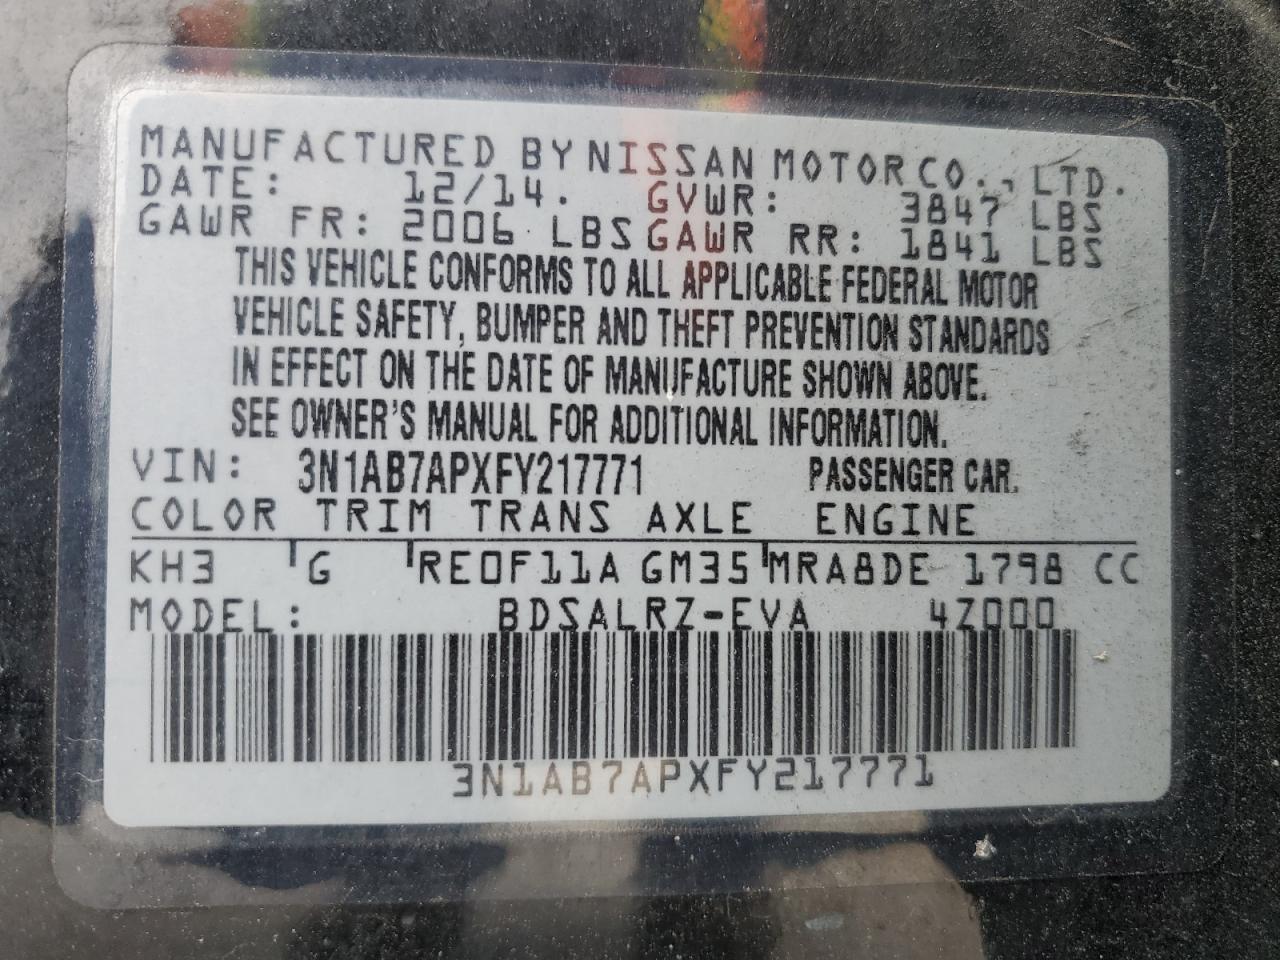 MANUFACTURED BY NISSAN MOTOR CO., LTD.
DATE: 12/14. GVWR: 3847 LBS
GAWR FR: 2006 LBS GAWR RR: 1841 LBS
THIS VEHICLE CONFORMS TO ALL APPLICABLE FEDERAL MOTOR
VEHICLE SAFETY, BUMPER AND THEFT PREVENTION STANDARDS
IN EFFECT ON THE DATE OF MANUFACTURE SHOWN ABOVE.
SEE OWNER'S MANUAL FOR ADDITIONAL INFORMATION.
VIN: 3N1AB7APXFY217771 PASSENGER CAR.
COLOR TRIM TRANS AXLE ENGINE
KH3 G RE0F11A GM35 MRA8DE 1798 CC
MODEL: BDSALRZ-EVA 4Z000
3N1AB7APXFY217771